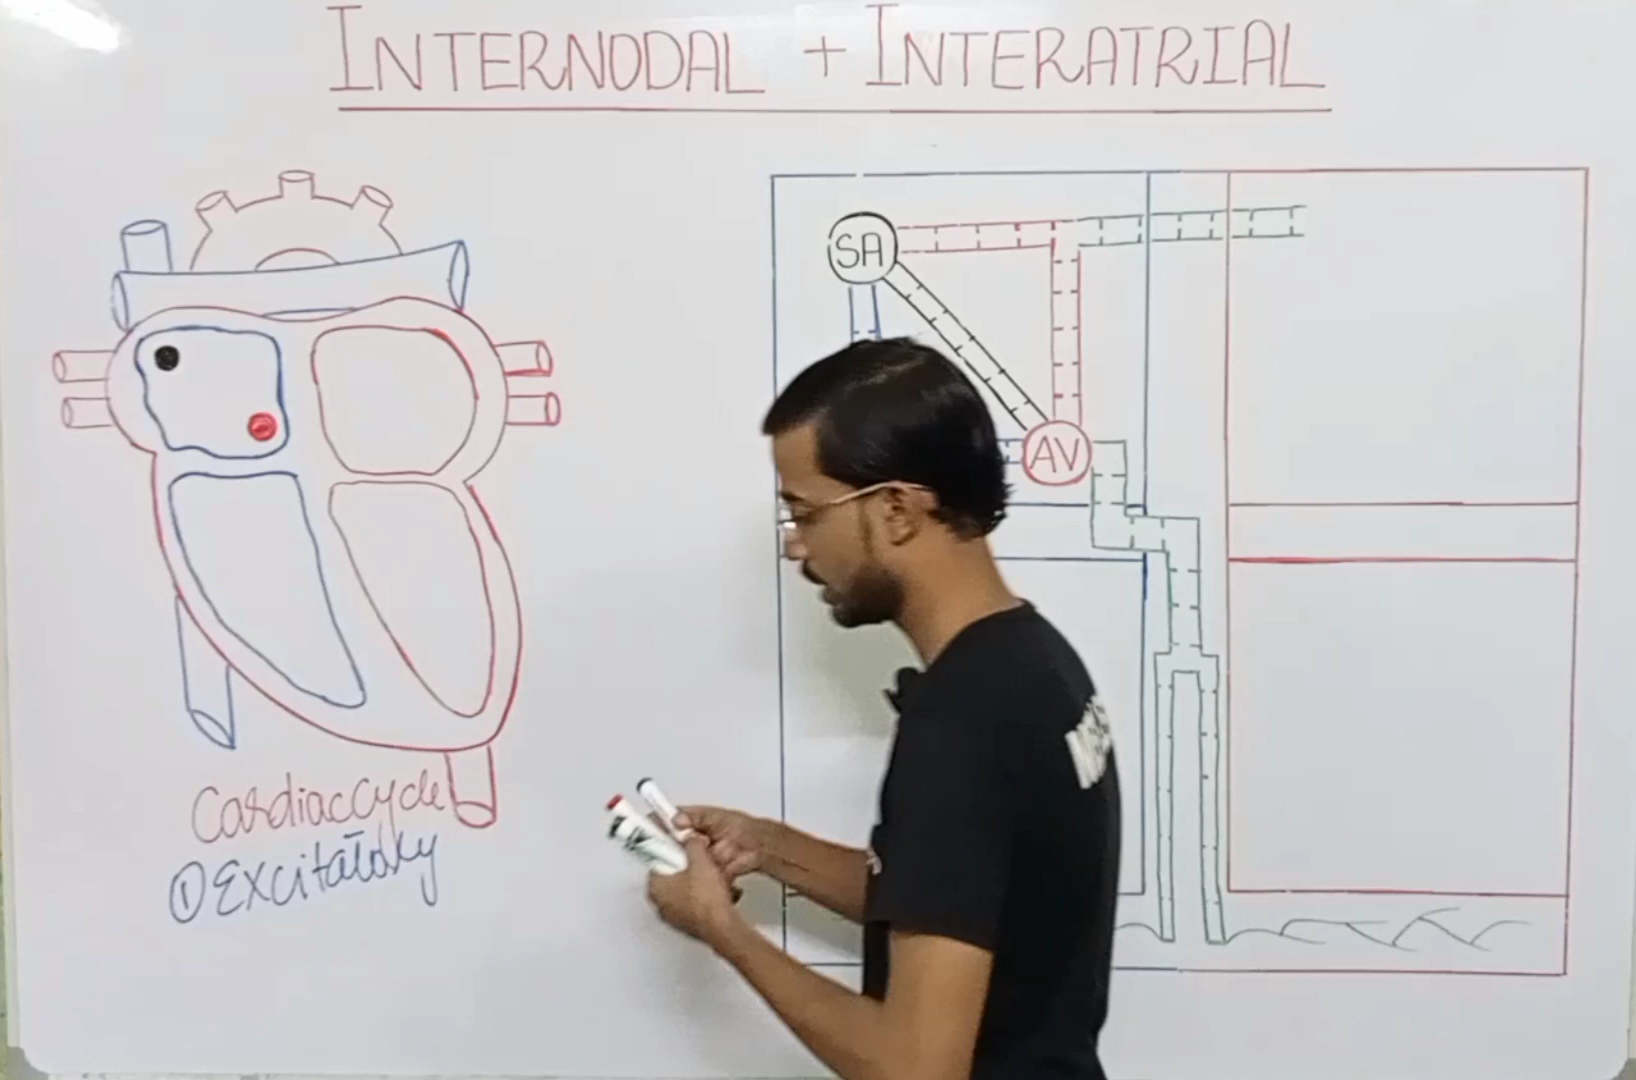 INTERNODAL + INTERATRIAL
SA
AV
CardiacCycle
① Excitatory